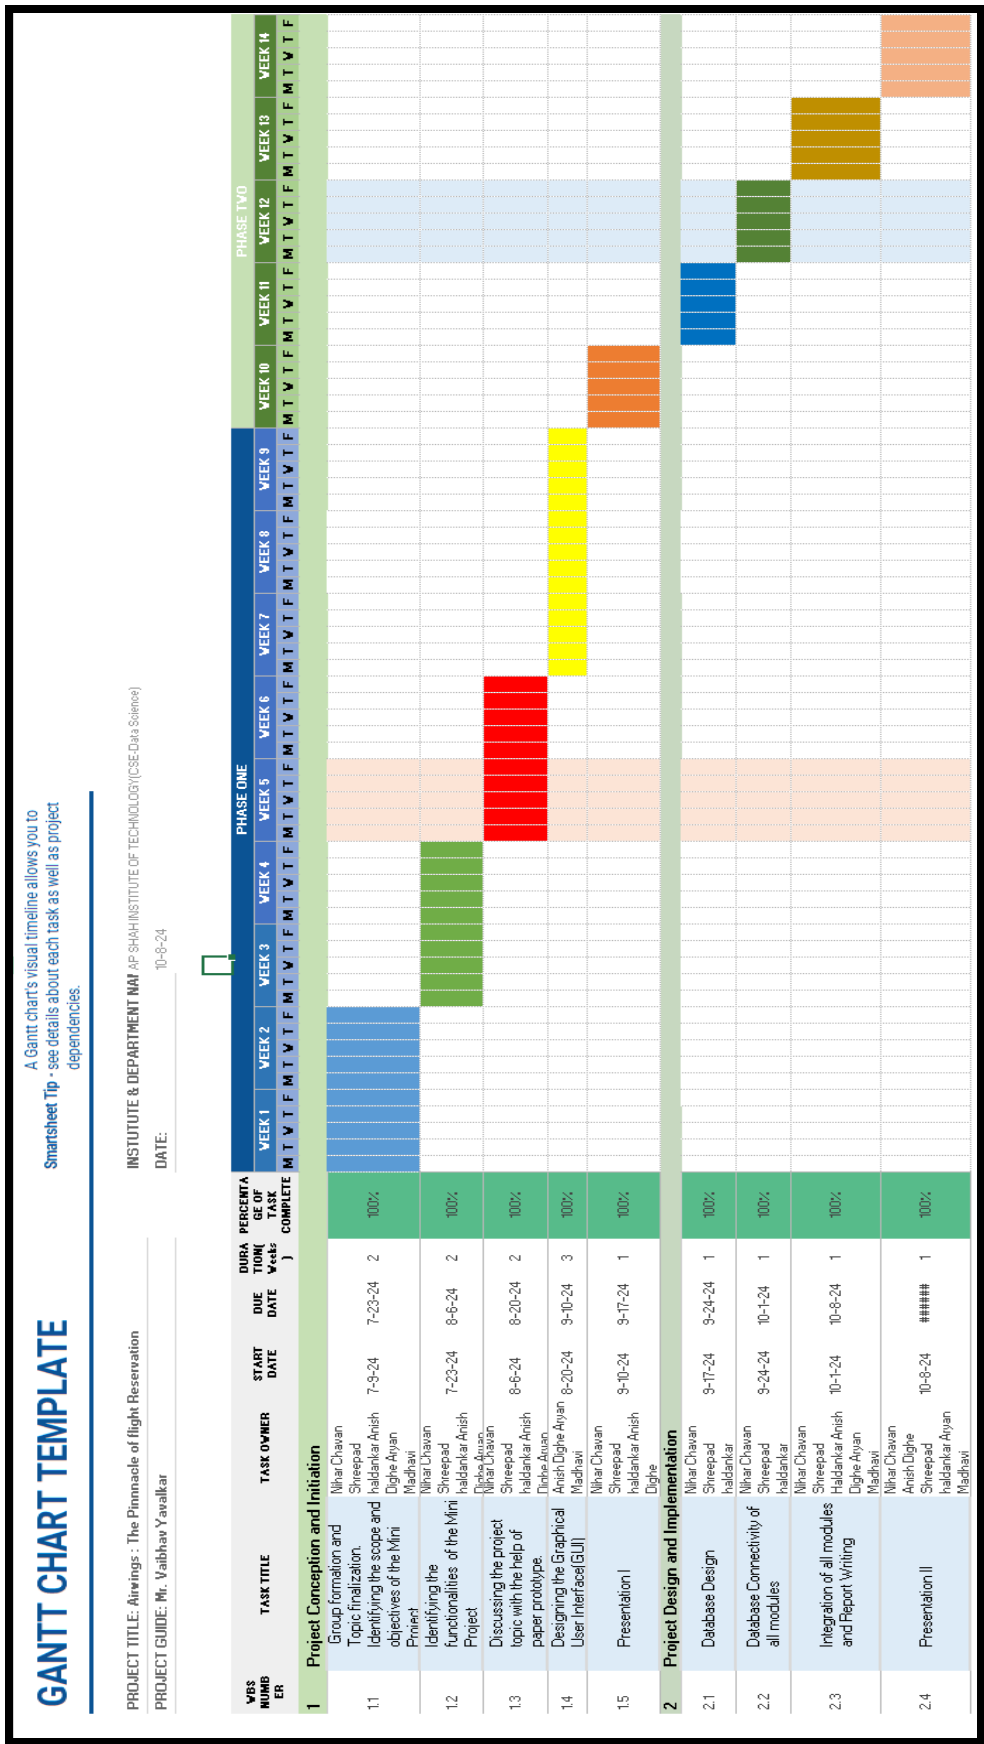 GANTT CHART TEMPLATE
A Gantt chart's visual timeline allows you to
Smartsheet Tip - see details about each task as well as project
dependencies.
PROJECT TITLE: Airwings : The Pinnnacle of flight Reservation
INSTUTUTE & DEPARTMENT NAI AP SHAH INSTITUTE OF TECHNOLOGY(CSE-Data Science)
PROJECT GUIDE: Mr. Vaibhav Yavalkar
DATE: 10-8-24
PHASE ONE PHASE TWO
WBS
NUMB
ER
TASK TITLE
TASK OWNER
START
DATE
DUE
DATE
DURA
TION(
Weeks
)
PERCENTA
GE OF
TASK
COMPLETE
WEEK 1 WEEK 2 WEEK 3 WEEK 4 WEEK 5 WEEK 6 WEEK 7 WEEK 8 WEEK 9 WEEK 10 WEEK 11 WEEK 12 WEEK 13 WEEK 14
M T W T F M T W T F M T W T F M T W T F M T W T F M T W T F M T W T F M T W T F M T W T F M T W T F M T W T F M T W T F M T W T F M T W T F
1 Project Conception and Initiation
1.1
Group formation and
Topic finalization.
Identifying the scope and
objectives of the Mini
Project
Nihar Chavan
Shreepad
haldankar Anish
Dighe Aryan
Madhavi
7-9-24 7-23-24 2 100%
1.2
Identifying the
functionalities of the Mini
Project
Nihar Chavan
Shreepad
haldankar Anish
Dighe Aryan
7-23-24 8-6-24 2 100%
1.3
Discussing the project
topic with the help of
paper prototype.
Nihar Chavan
Shreepad
haldankar Anish
Dighe Aryan
8-6-24 8-20-24 2 100%
1.4
Designing the Graphical
User Interface(GUI)
Anish Dighe Aryan
Madhavi
8-20-24 9-10-24 3 100%
1.5
Presentation I
Nihar Chavan
Shreepad
haldankar Anish
Dighe
9-10-24 9-17-24 1 100%
2 Project Design and Implementation
2.1
Database Design
Nihar Chavan
Shreepad
haldankar
9-17-24 9-24-24 1 100%
2.2
Database Connectivity of
all modules
Nihar Chavan
Shreepad
haldankar
9-24-24 10-1-24 1 100%
2.3
Integration of all modules
and Report Writing
Nihar Chavan
Shreepad
Haldankar Anish
Dighe Aryan
Madhavi
10-1-24 10-8-24 1 100%
2.4
Presentation II
Nihar Chavan
Anish Dighe
Shreepad
haldankar Aryan
Madhavi
10-8-24 ###### 1 100%